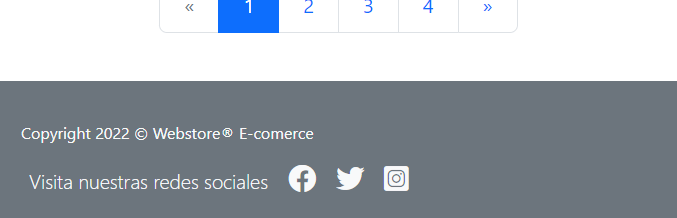 « 1 2 3 4 »
Copyright 2022 © Webstore® E-comerce
Visita nuestras redes sociales